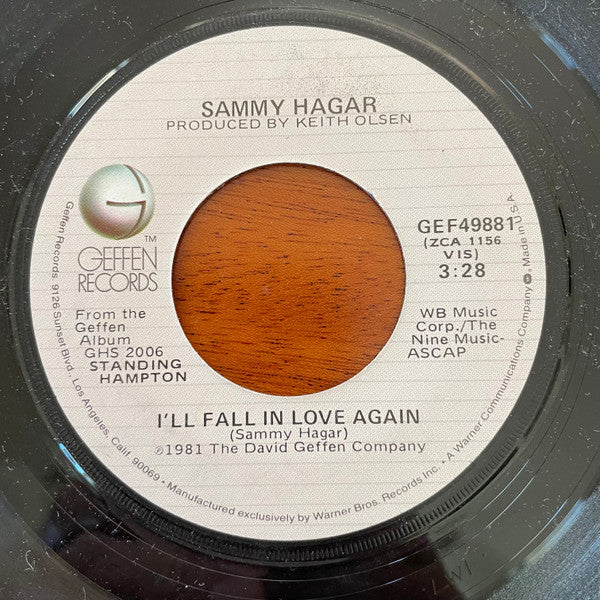 SAMMY HAGAR
PRODUCED BY KEITH OLSEN
G
TM
GEFFEN
RECORDS
GEF49881
(ZCA 1156
VIS)
3:28
From the
Geffen
Album
GHS 2006
STANDING
HAMPTON
WB Music
Corp./The
Nine Music-
ASCAP
I'LL FALL IN LOVE AGAIN
(Sammy Hagar)
℗1981 The David Geffen Company
Geffen Records 9126 Sunset Blvd., Los Angeles, Calif. 90069 • Manufactured exclusively by Warner Bros. Records Inc. • A Warner Communications Company Made in U.S.A.